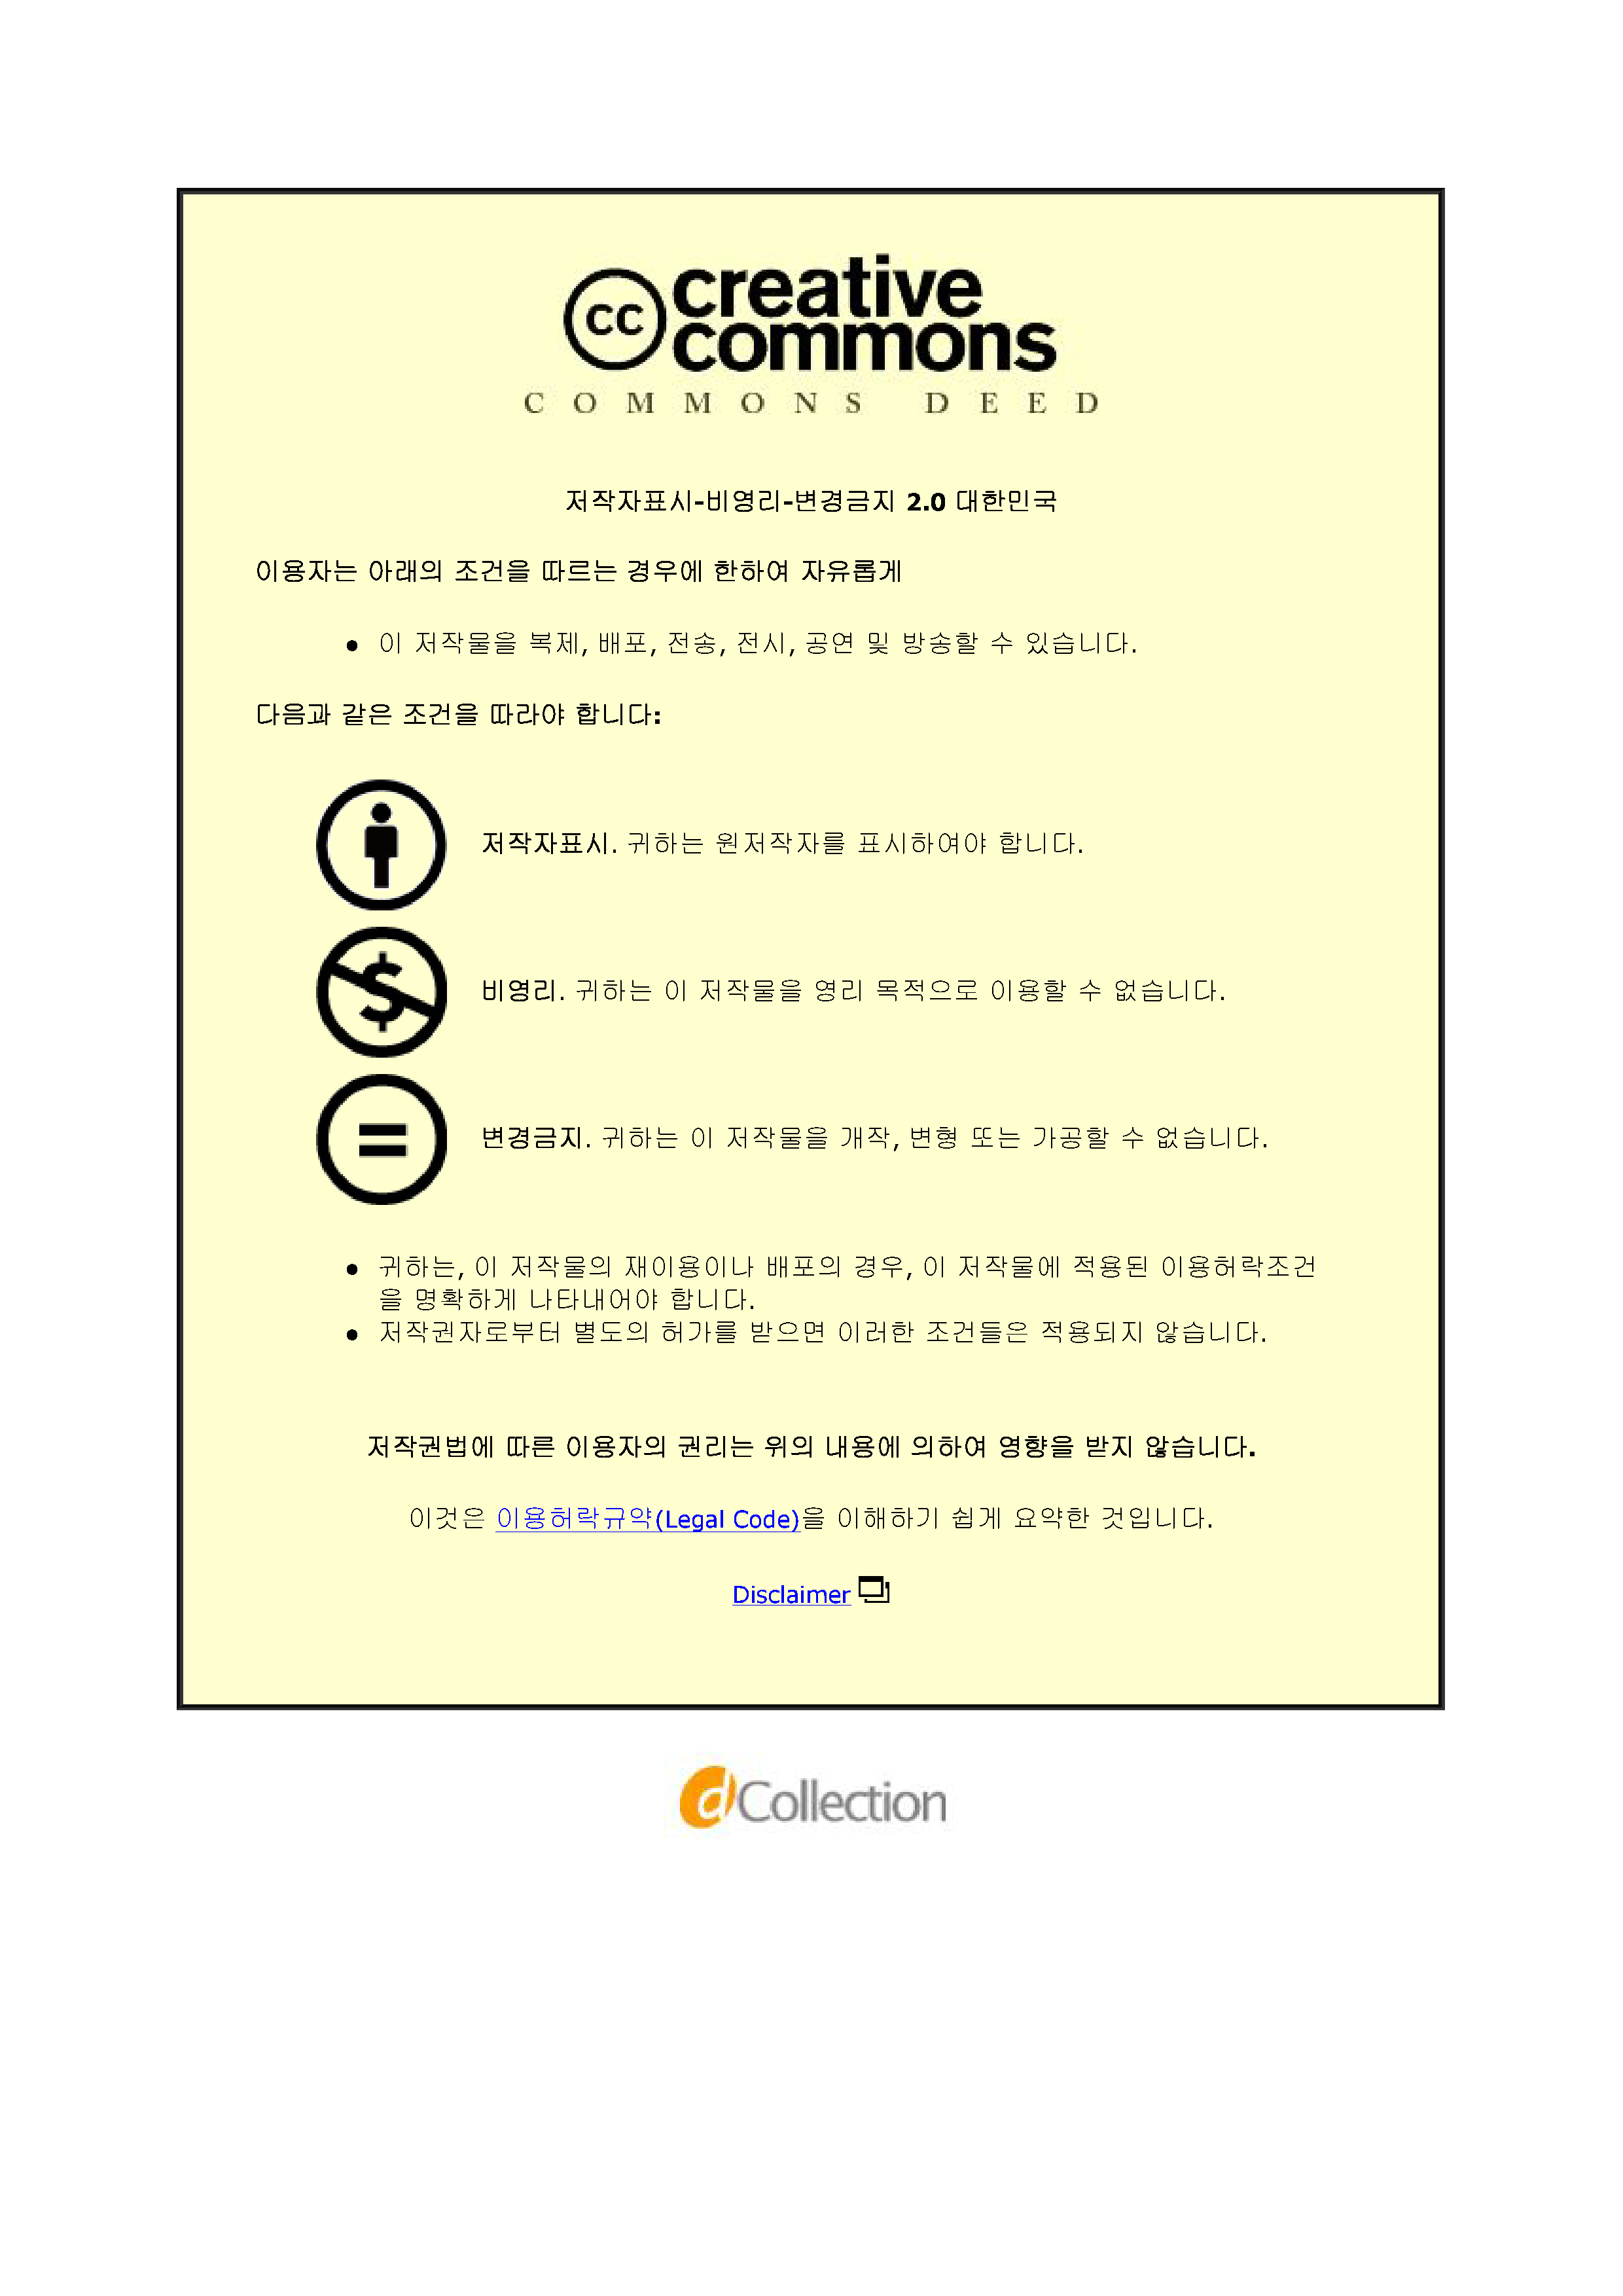 cc creative
commons
COMMONS DEED
저작자표시-비영리-변경금지 2.0 대한민국
이용자는 아래의 조건을 따르는 경우에 한하여 자유롭게
● 이 저작물을 복제, 배포, 전송, 전시, 공연 및 방송할 수 있습니다.
다음과 같은 조건을 따라야 합니다:
저작자표시. 귀하는 원저작자를 표시하여야 합니다.
$
비영리. 귀하는 이 저작물을 영리 목적으로 이용할 수 없습니다.
=
변경금지. 귀하는 이 저작물을 개작, 변형 또는 가공할 수 없습니다.
● 귀하는, 이 저작물의 재이용이나 배포의 경우, 이 저작물에 적용된 이용허락조건
을 명확하게 나타내어야 합니다.
● 저작권자로부터 별도의 허가를 받으면 이러한 조건들은 적용되지 않습니다.
저작권법에 따른 이용자의 권리는 위의 내용에 의하여 영향을 받지 않습니다.
이것은 이용허락규약(Legal Code)을 이해하기 쉽게 요약한 것입니다.
Disclaimer
dCollection